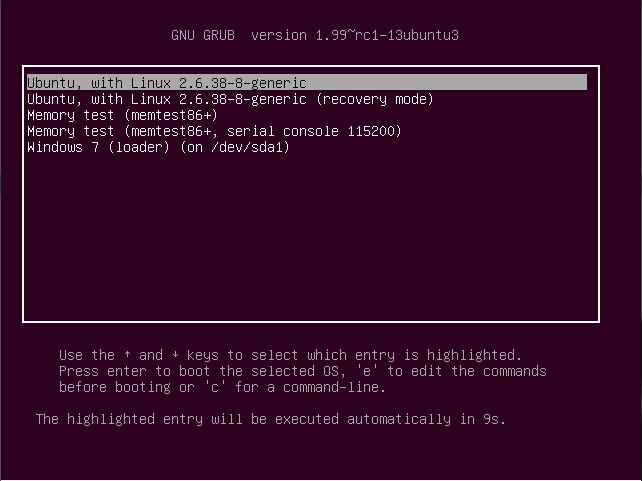 GNU GRUB  version 1.99~rc1-13ubuntu3
Ubuntu, with Linux 2.6.38-8-generic
Ubuntu, with Linux 2.6.38-8-generic (recovery mode)
Memory test (memtest86+)
Memory test (memtest86+, serial console 115200)
Windows 7 (loader) (on /dev/sda1)
Use the ↑ and ↓ keys to select which entry is highlighted.
Press enter to boot the selected OS, 'e' to edit the commands
before booting or 'c' for a command-line.
The highlighted entry will be executed automatically in 9s.